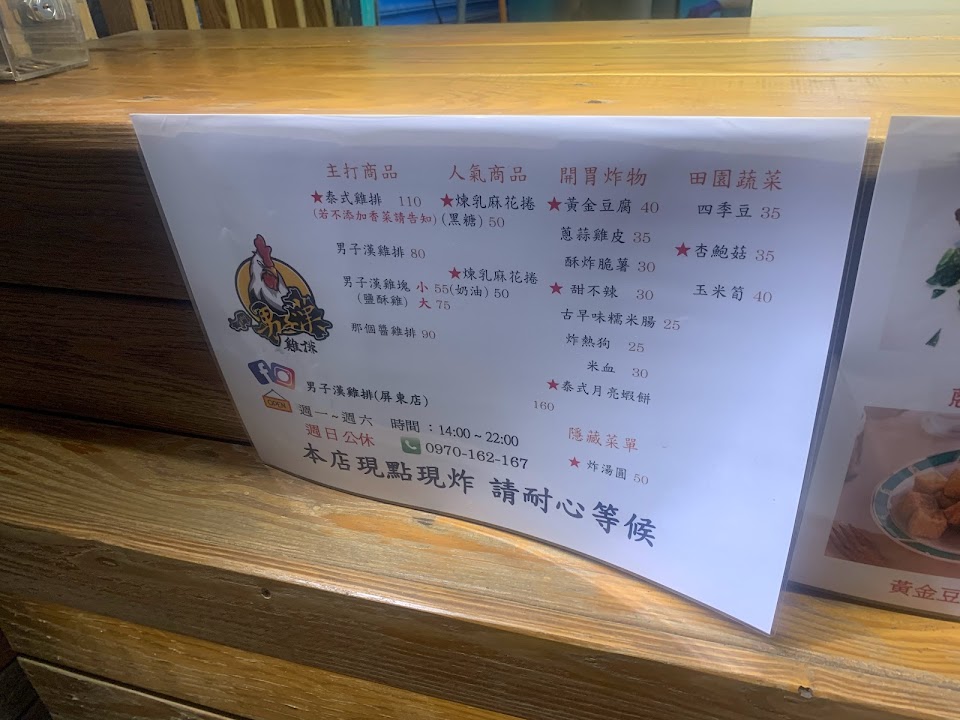 主打商品
★泰式雞排 110
(若不添加香菜請告知)
男子漢雞排 80
男子漢雞塊 小 55
(鹽酥雞) 大 75
那個醬雞排 90
人氣商品
★煉乳麻花捲
(黑糖) 50
★煉乳麻花捲
(奶油) 50
開胃炸物
★黃金豆腐 40
蔥蒜雞皮 35
酥炸脆薯 30
★甜不辣 30
古早味糯米腸 25
炸熱狗 25
米血 30
★泰式月亮蝦餅
160
隱藏菜單
★炸湯圓 50
田園蔬菜
四季豆 35
★杏鮑菇 35
玉米筍 40
男子漢
雞排
男子漢雞排(屏東店)
OPEN
週一~週六 時間：14:00~22:00
週日公休 0970-162-167
本店現點現炸 請耐心等候
黃金豆